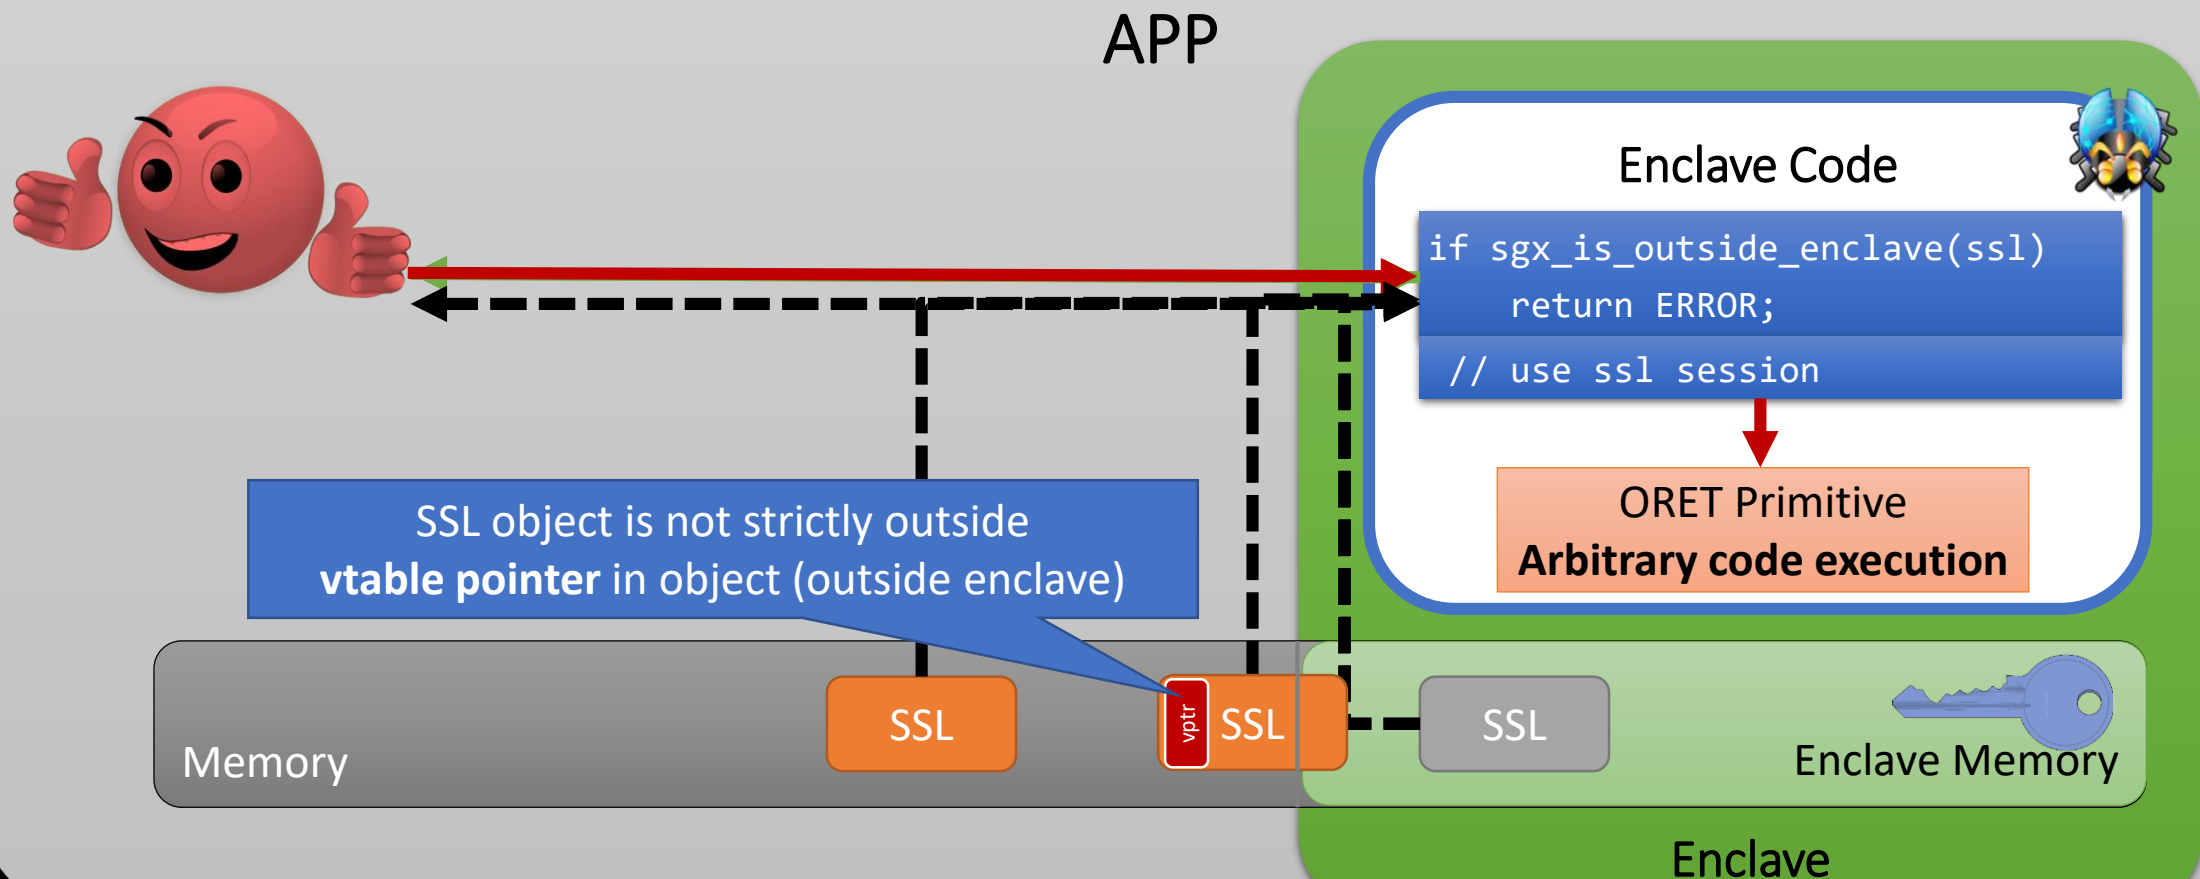 APP
Enclave Code
if sgx_is_outside_enclave(ssl)
return ERROR;
// use ssl session
ORET Primitive
Arbitrary code execution
SSL object is not strictly outside
vtable pointer in object (outside enclave)
SSL
vptr
SSL
SSL
Memory
Enclave Memory
Enclave